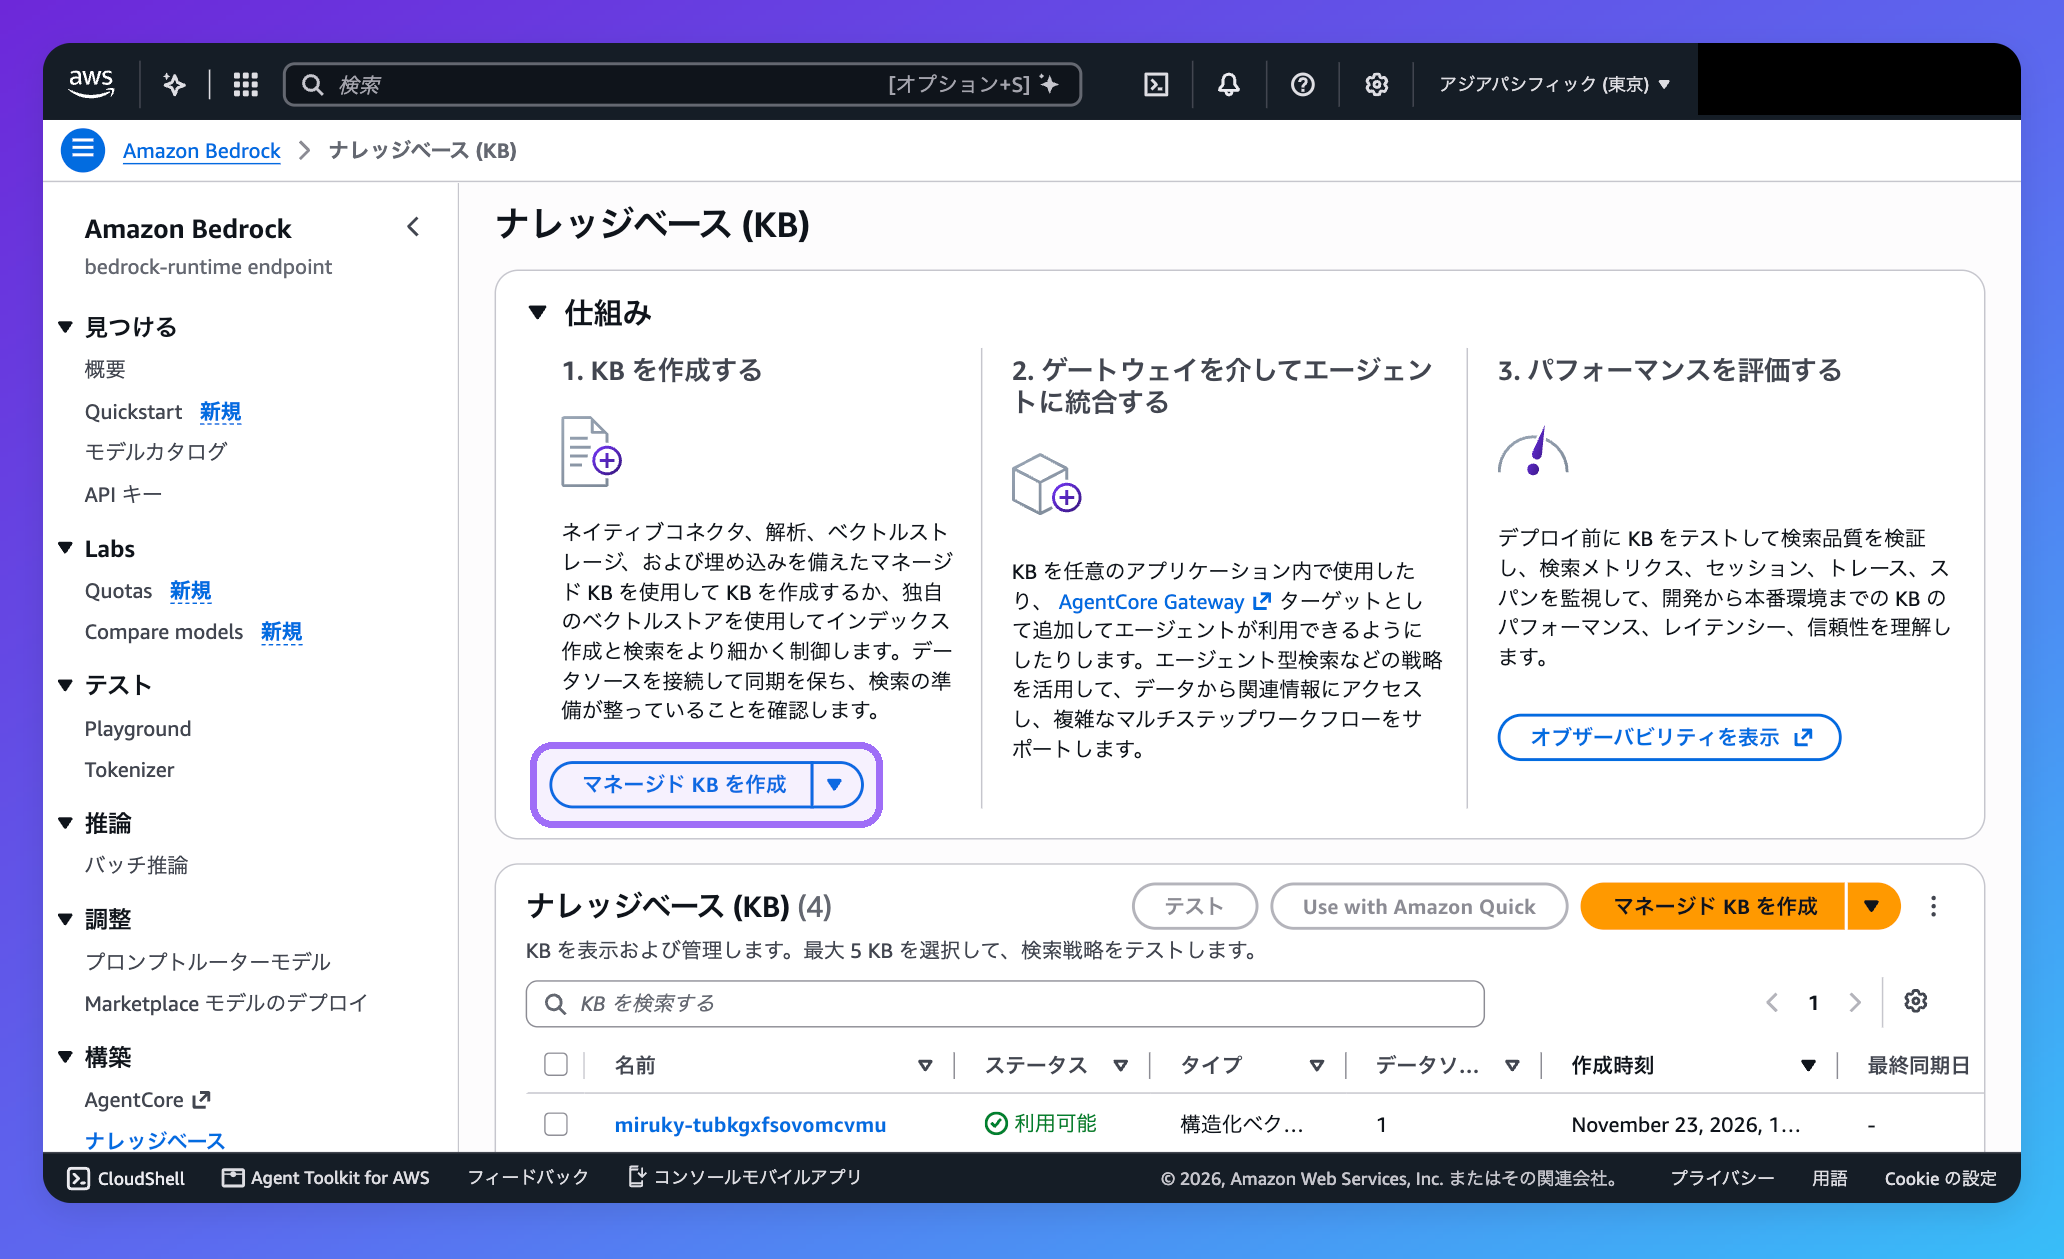 aws
検索
[オプション+S]
アジアパシフィック (東京)
Amazon Bedrock
ナレッジベース (KB)
Amazon Bedrock
bedrock-runtime endpoint
見つける
概要
Quickstart 新規
モデルカタログ
API キー
Labs
Quotas 新規
Compare models 新規
テスト
Playground
Tokenizer
推論
バッチ推論
調整
プロンプトルーターモデル
Marketplace モデルのデプロイ
構築
AgentCore
ナレッジベース
ナレッジベース (KB)
仕組み
1. KB を作成する
ネイティブコネクタ、解析、ベクトルスト
レージ、および埋め込みを備えたマネージ
ド KB を使用して KB を作成するか、独自
のベクトルストアを使用してインデックス
作成と検索をより細かく制御します。デー
タソースを接続して同期を保ち、検索の準
備が整っていることを確認します。
マネージド KB を作成
2. ゲートウェイを介してエージェン
トに統合する
KB を任意のアプリケーション内で使用した
り、 AgentCore Gateway ターゲットとし
て追加してエージェントが利用できるように
したりします。エージェント型検索などの戦略
を活用して、データから関連情報にアクセス
し、複雑なマルチステップワークフローをサ
ポートします。
3. パフォーマンスを評価する
デプロイ前に KB をテストして検索品質を検証
し、検索メトリクス、セッション、トレース、ス
パンを監視して、開発から本番環境までの KB の
パフォーマンス、レイテンシー、信頼性を理解し
ます。
オブザーバビリティを表示
ナレッジベース (KB) (4)
テスト
Use with Amazon Quick
マネージド KB を作成
KB を表示および管理します。最大 5 KB を選択して、検索戦略をテストします。
KB を検索する
1
名前
ステータス
タイプ
データソ...
作成時刻
最終同期日
miruky-tubkgxfsovomcvmu
利用可能
構造化ベク...
1
November 23, 2026, 1...
-
CloudShell
Agent Toolkit for AWS
フィードバック
コンソールモバイルアプリ
© 2026, Amazon Web Services, Inc. またはその関連会社。
プライバシー
用語
Cookie の設定